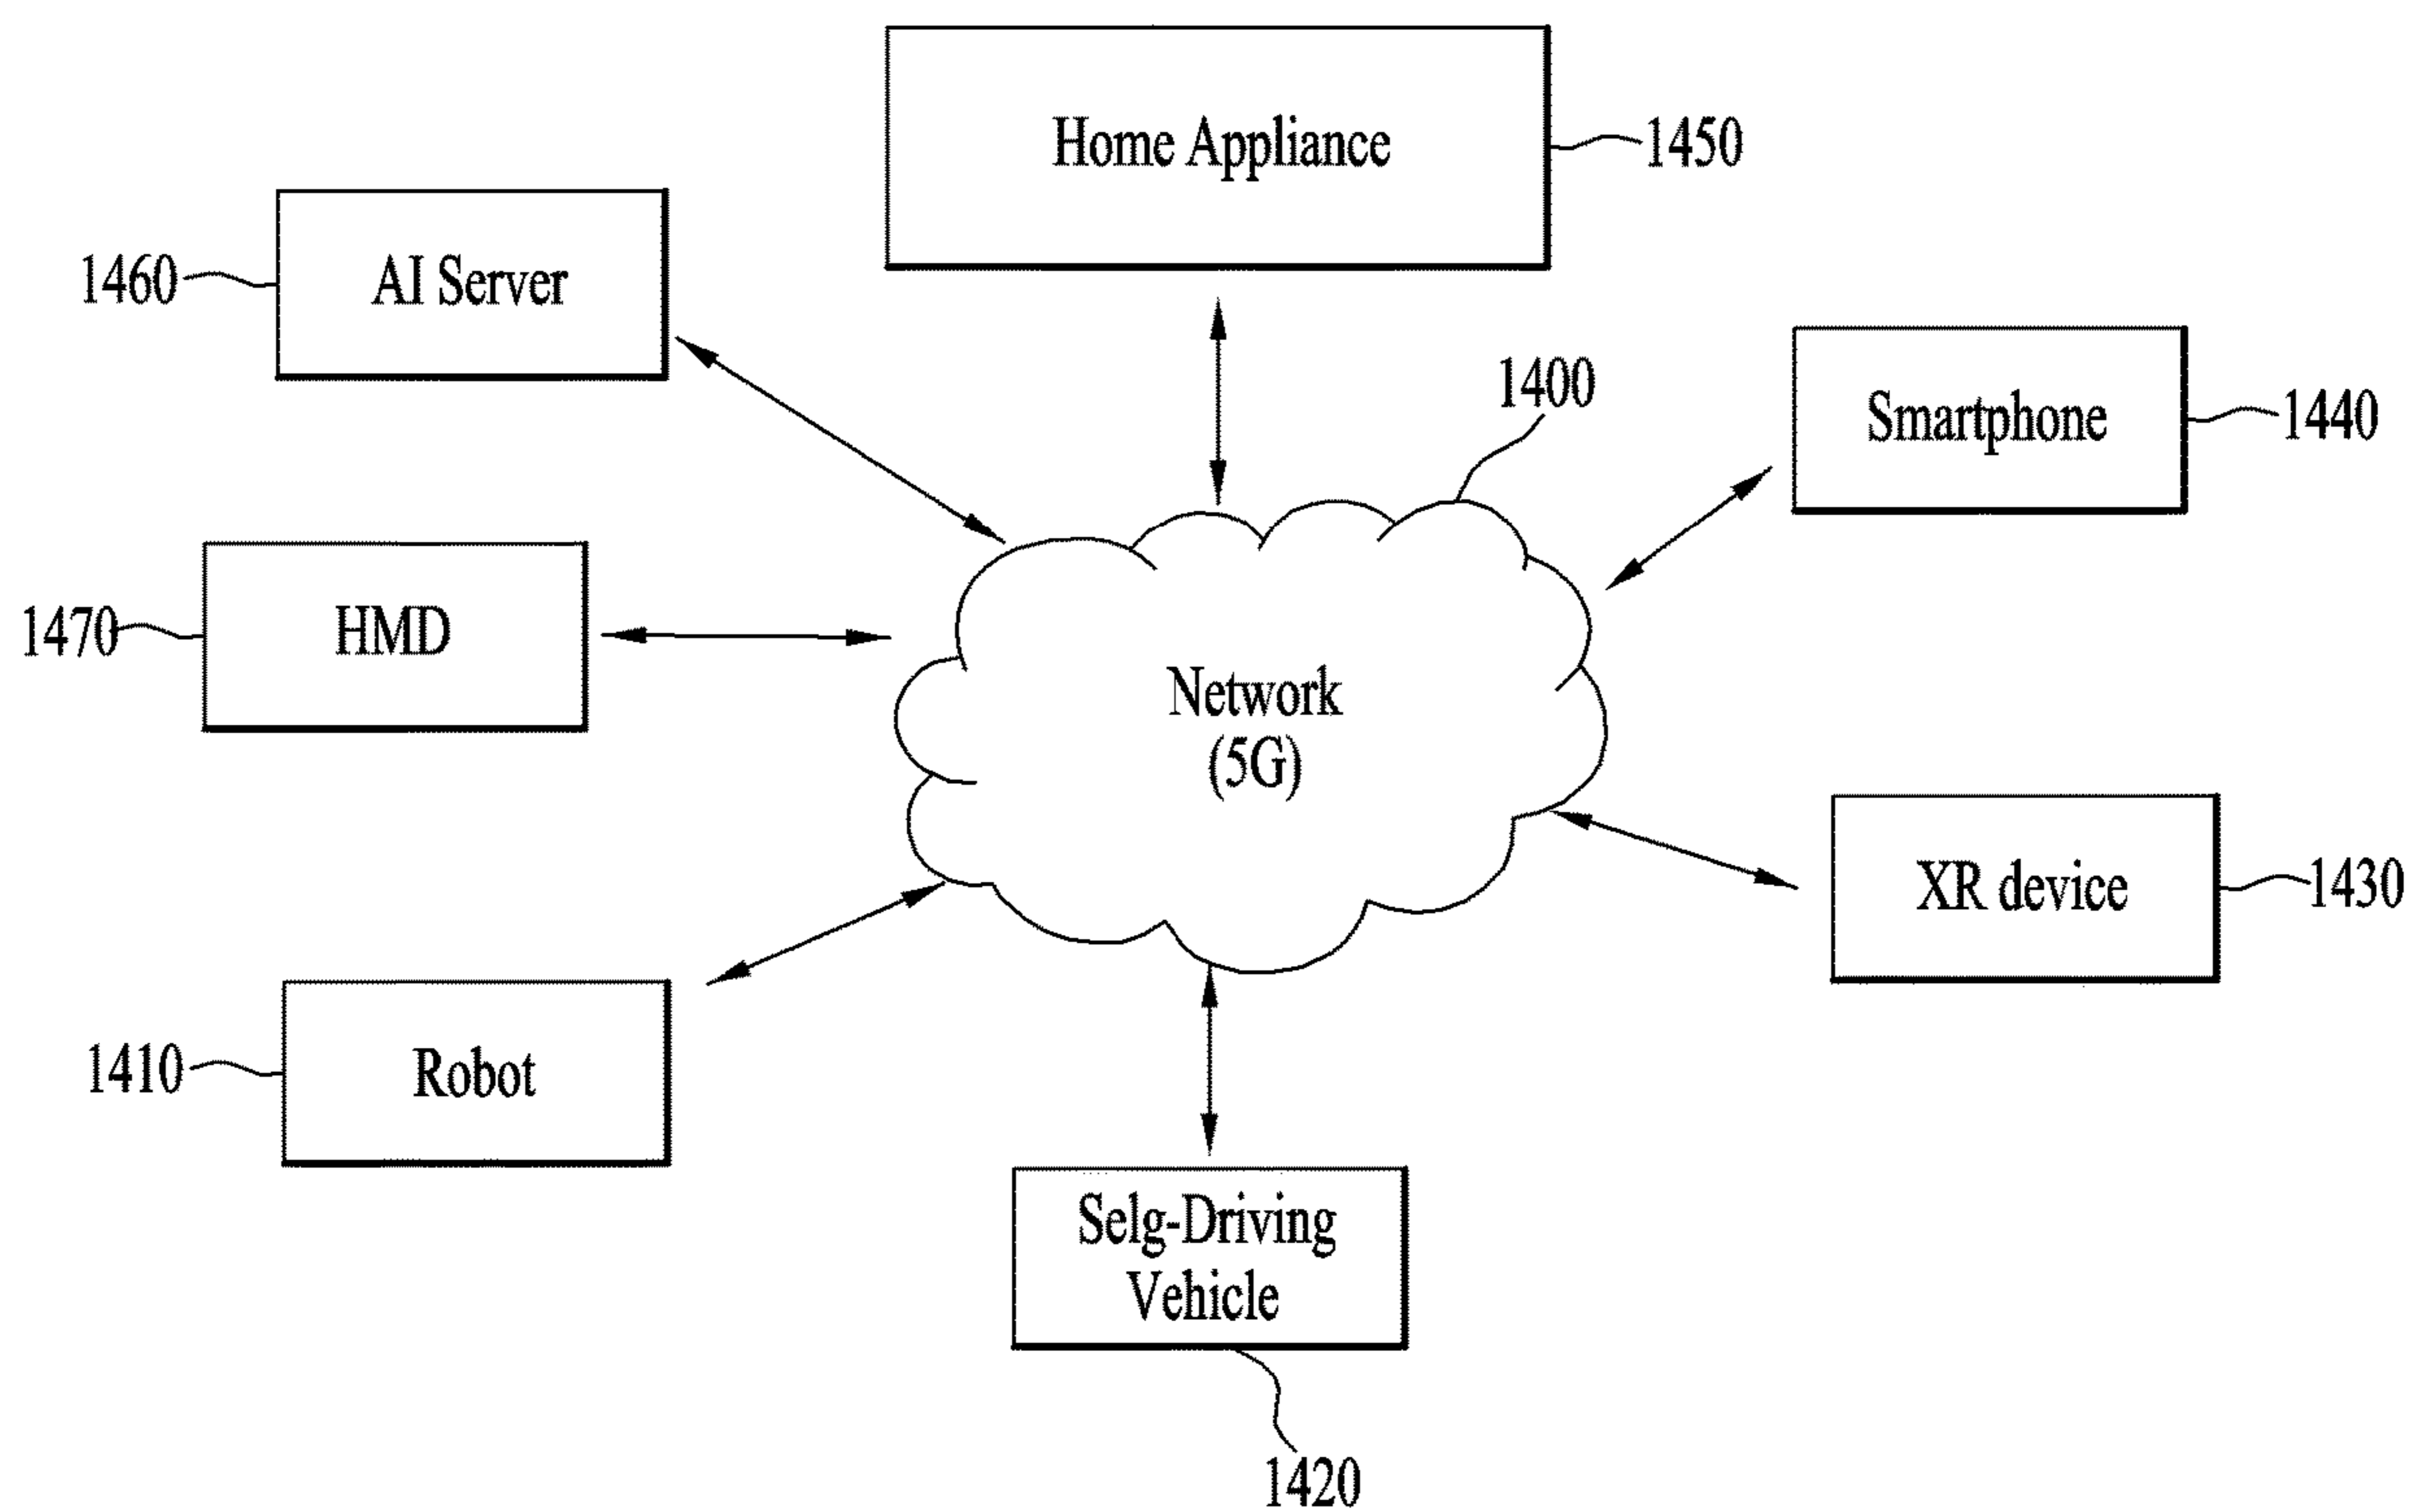 Home Appliance
1450
1460
AI Server
1400
Smartphone
1440
1470
HMD
Network
(5G)
XR device
1430
1410
Robot
Selg-Driving
Vehicle
1420